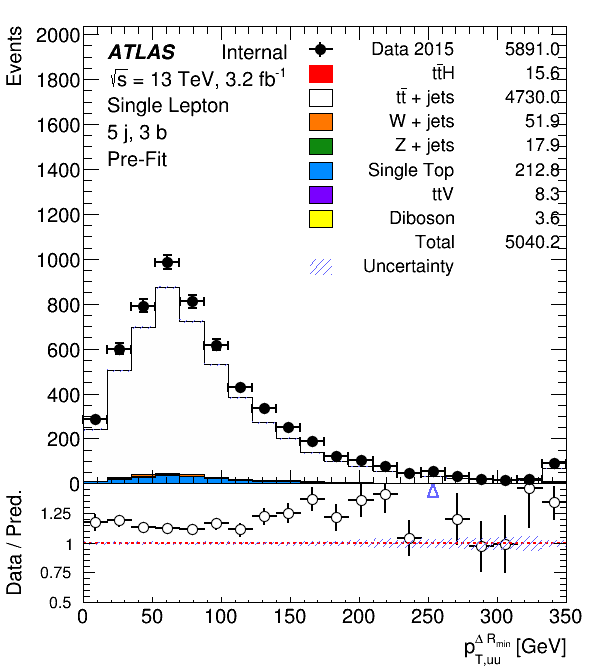 Events
2000
1800
1600
1400
1200
1000
800
600
400
200
0
ATLAS Internal
√s = 13 TeV, 3.2 fb⁻¹
Single Lepton
5 j, 3 b
Pre-Fit
Data 2015 5891.0
tt̄H 15.6
tt̄ + jets 4730.0
W + jets 51.9
Z + jets 17.9
Single Top 212.8
ttV 8.3
Diboson 3.6
Total 5040.2
Uncertainty
Data / Pred.
1.25
1
0.75
0.5
0 50 100 150 200 250 300 350
p_{T,uu}^{Δ R_{min}} [GeV]